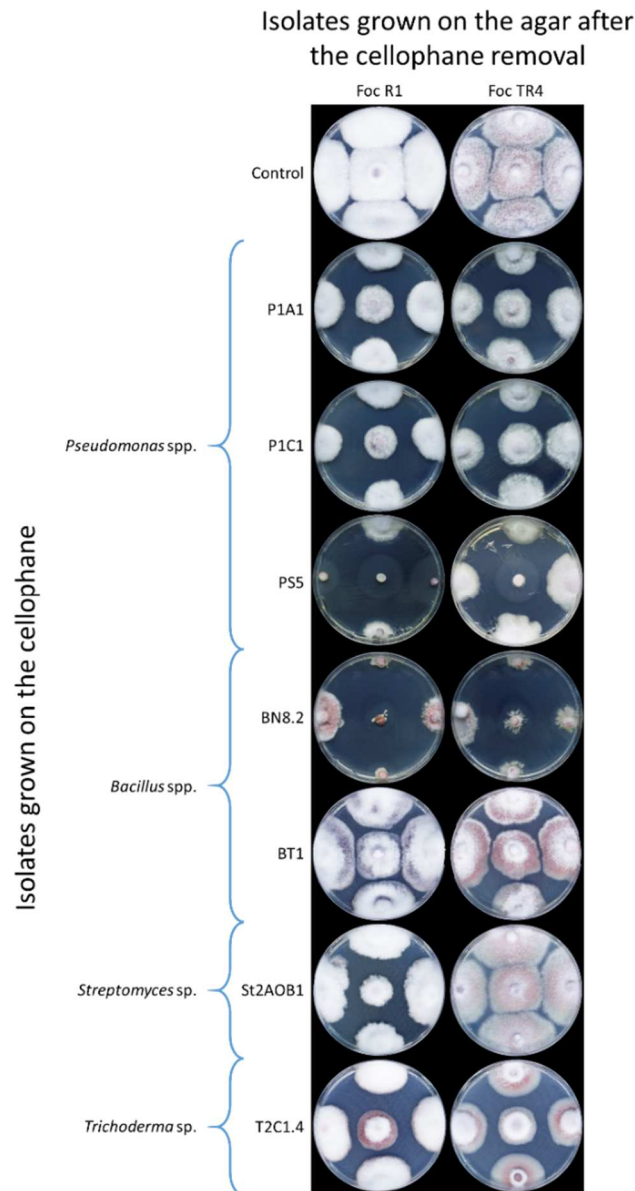 Isolates grown on the agar after
the cellophane removal
Foc R1
Foc TR4
Control
P1A1
P1C1
Pseudomonas spp.
PS5
Isolates grown on the cellophane
BN8.2
Bacillus spp.
BT1
Streptomyces sp.
St2AOB1
Trichoderma sp.
T2C1.4